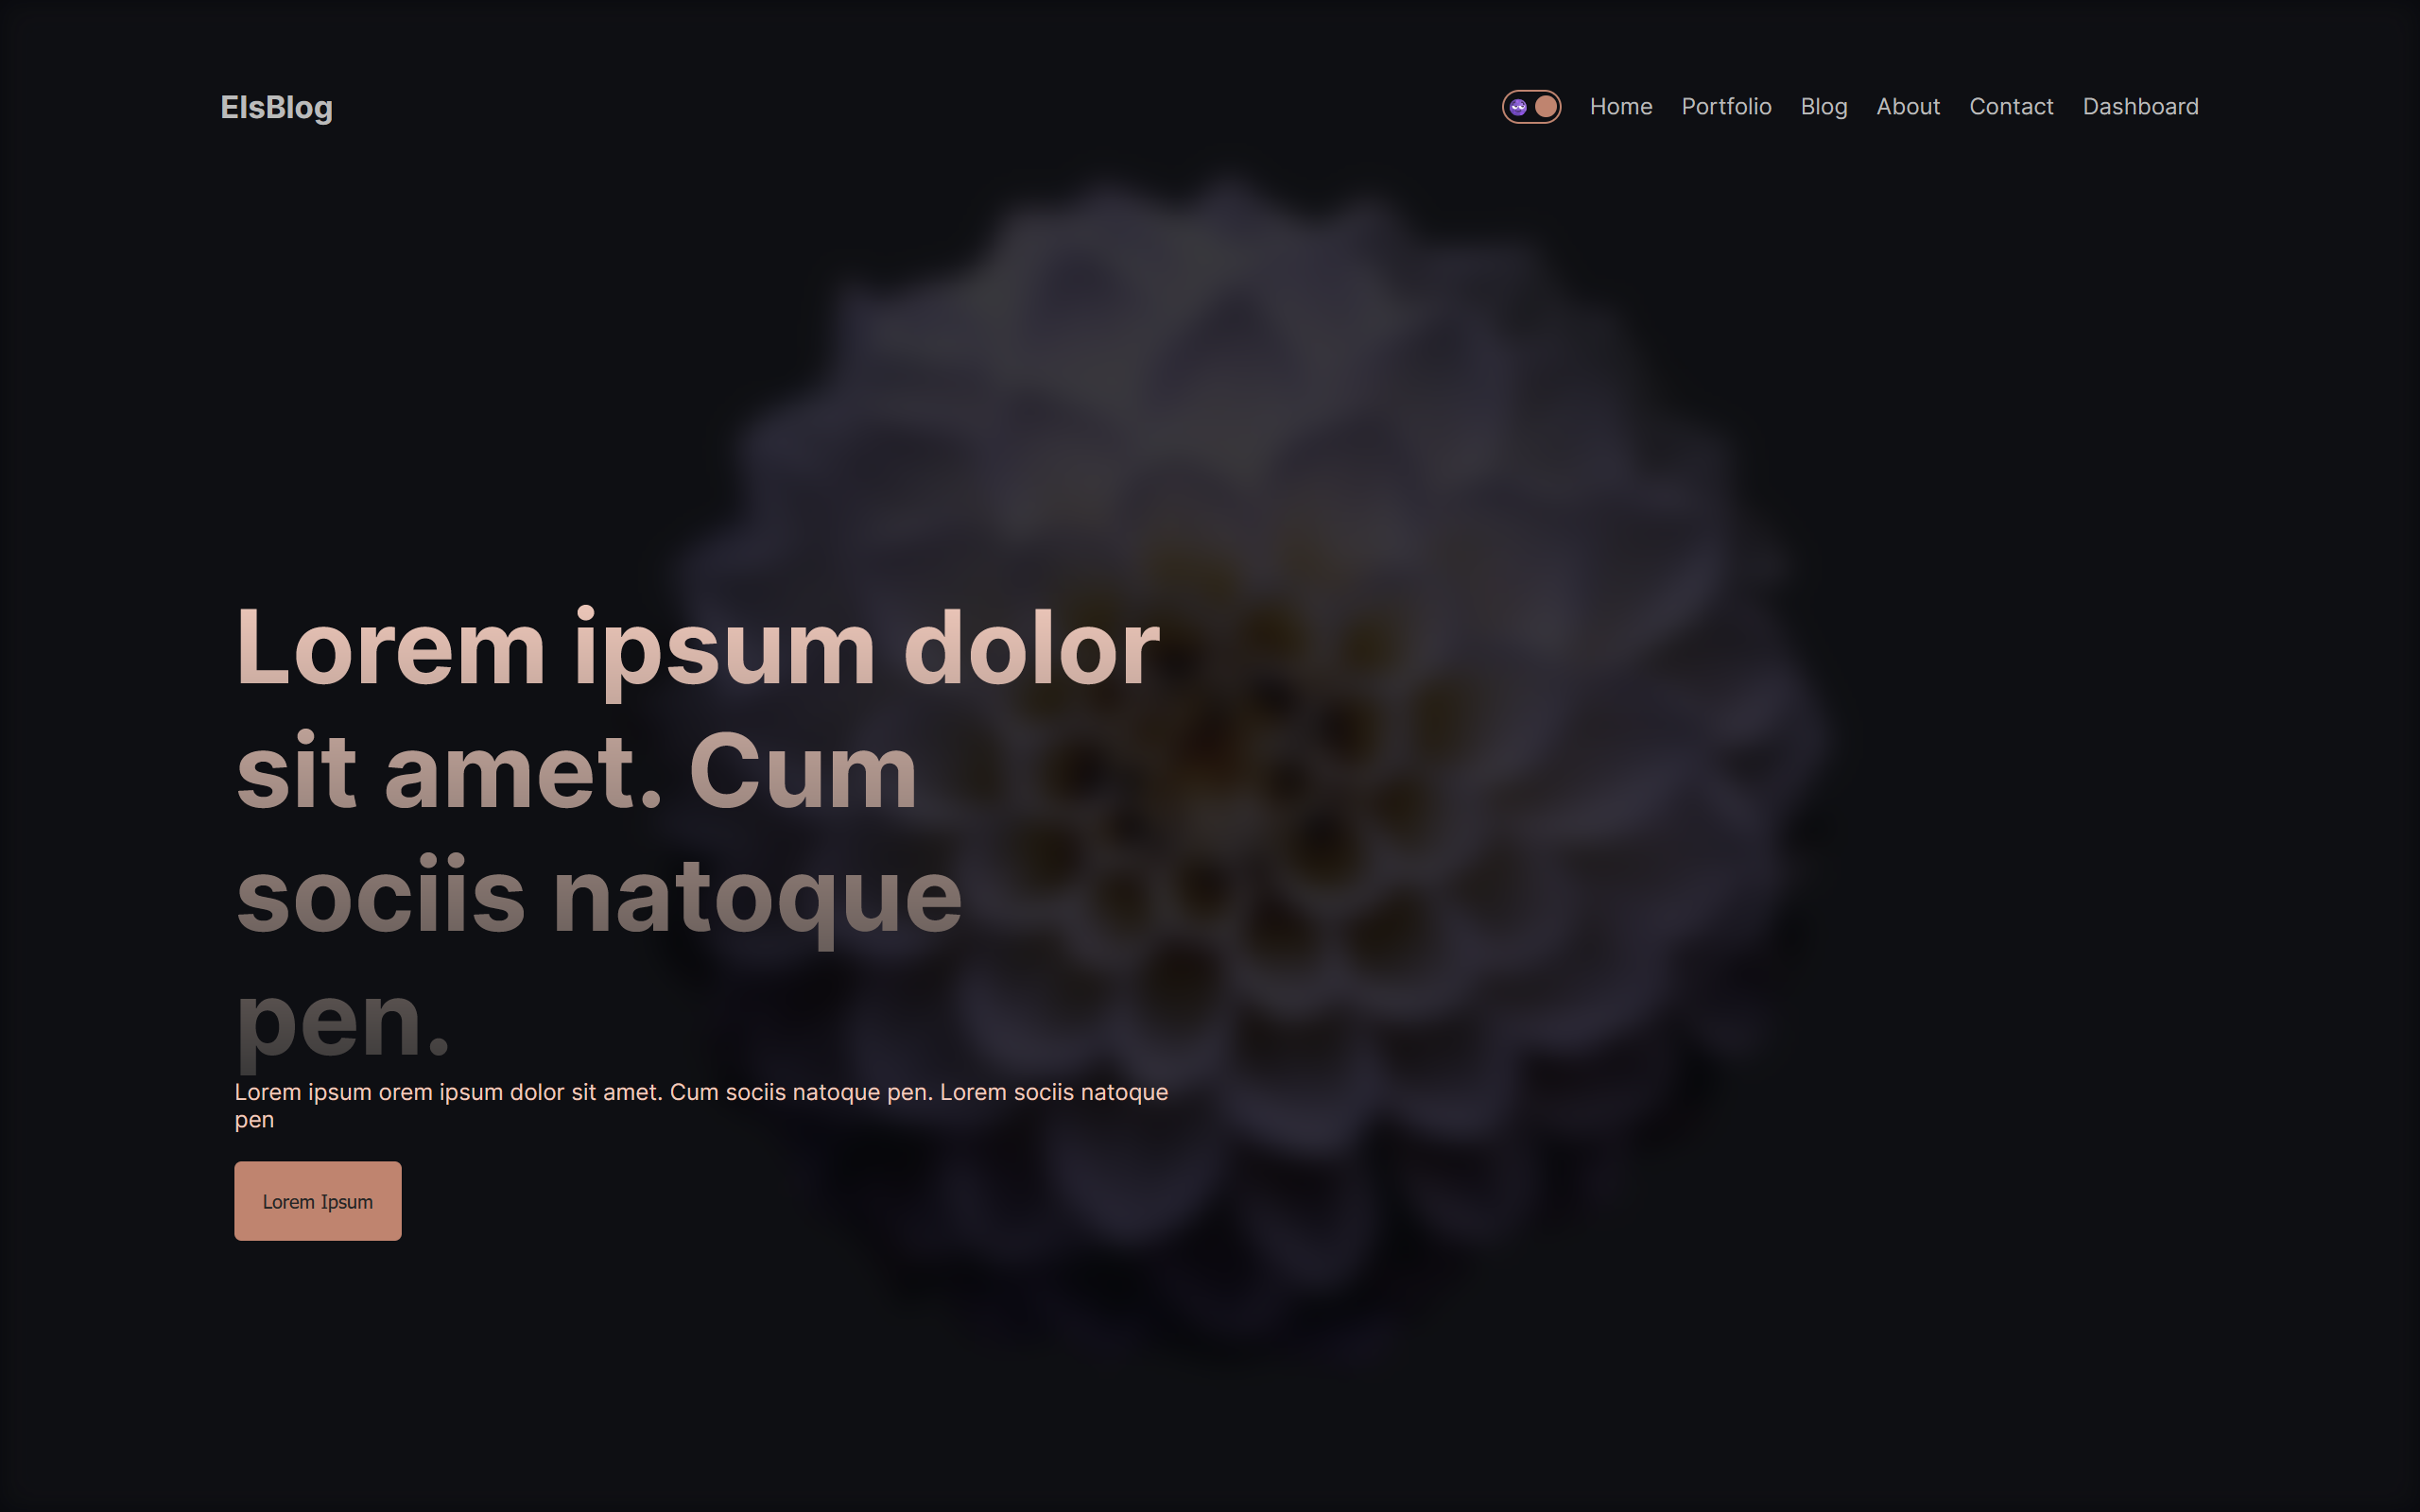 ElsBlog
Home Portfolio Blog About Contact Dashboard
Lorem ipsum dolor
sit amet. Cum
sociis natoque
pen.
Lorem ipsum orem ipsum dolor sit amet. Cum sociis natoque pen. Lorem sociis natoque
pen
Lorem Ipsum